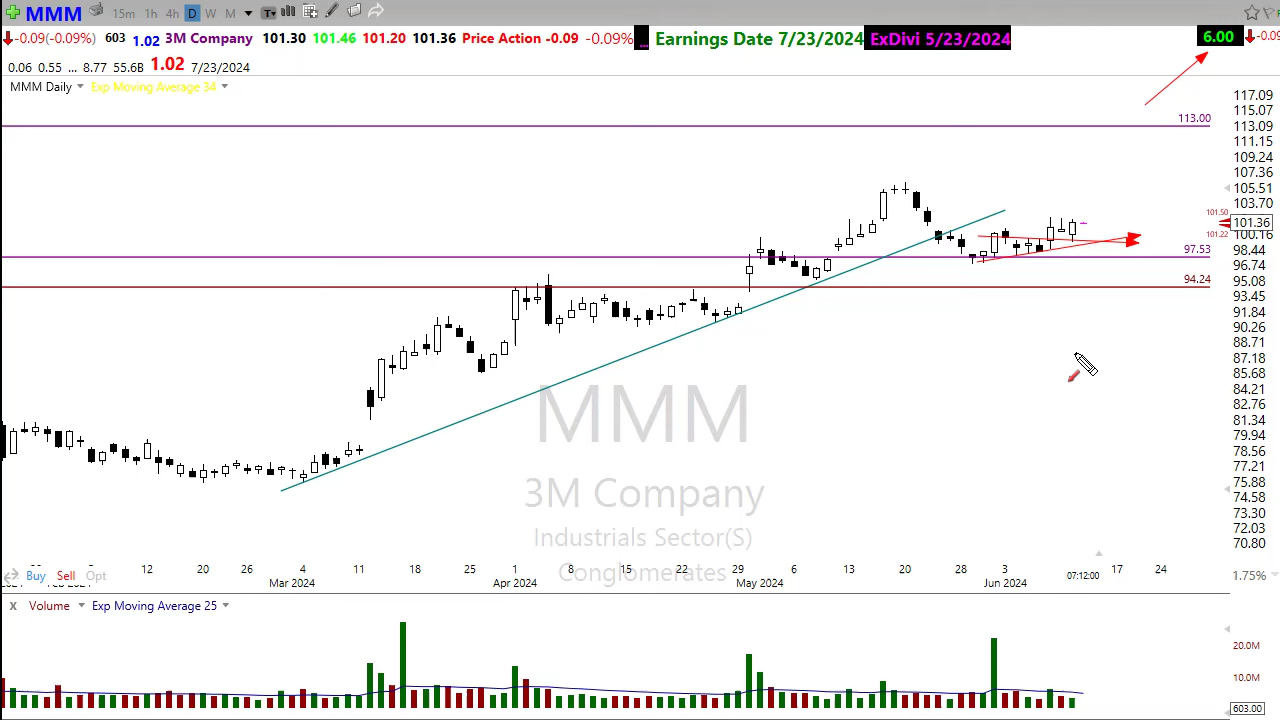 MMM 15m 1h 4h D W M T
-0.09(-0.09%) 603 1.02 3M Company 101.30 101.46 101.20 101.36 Price Action -0.09 -0.09% ... Earnings Date 7/23/2024 ExDivi 5/23/2024 6.00
0.06 0.55 ... 8.77 55.6B 1.02 7/23/2024
MMM Daily Exp Moving Average 34
117.09
115.07
113.00
113.09
111.15
109.24
107.36
105.51
103.70
101.50
101.36
101.22
100.16
97.53
98.44
96.74
94.24
95.08
93.45
91.84
90.26
88.71
87.18
85.68
84.21
82.76
81.34
79.94
78.56
77.21
75.88
74.58
73.30
72.03
70.80
MMM
3M Company
Industrials Sector(S)
Conglomerates
12 20 26 4 11 18 25 1 8 15 22 29 6 13 20 28 3 07:12:00 17 24
Mar 2024 Apr 2024 May 2024 Jun 2024
Buy Sell Opt 1.75%
X Volume Exp Moving Average 25
20.0M
10.0M
603.00